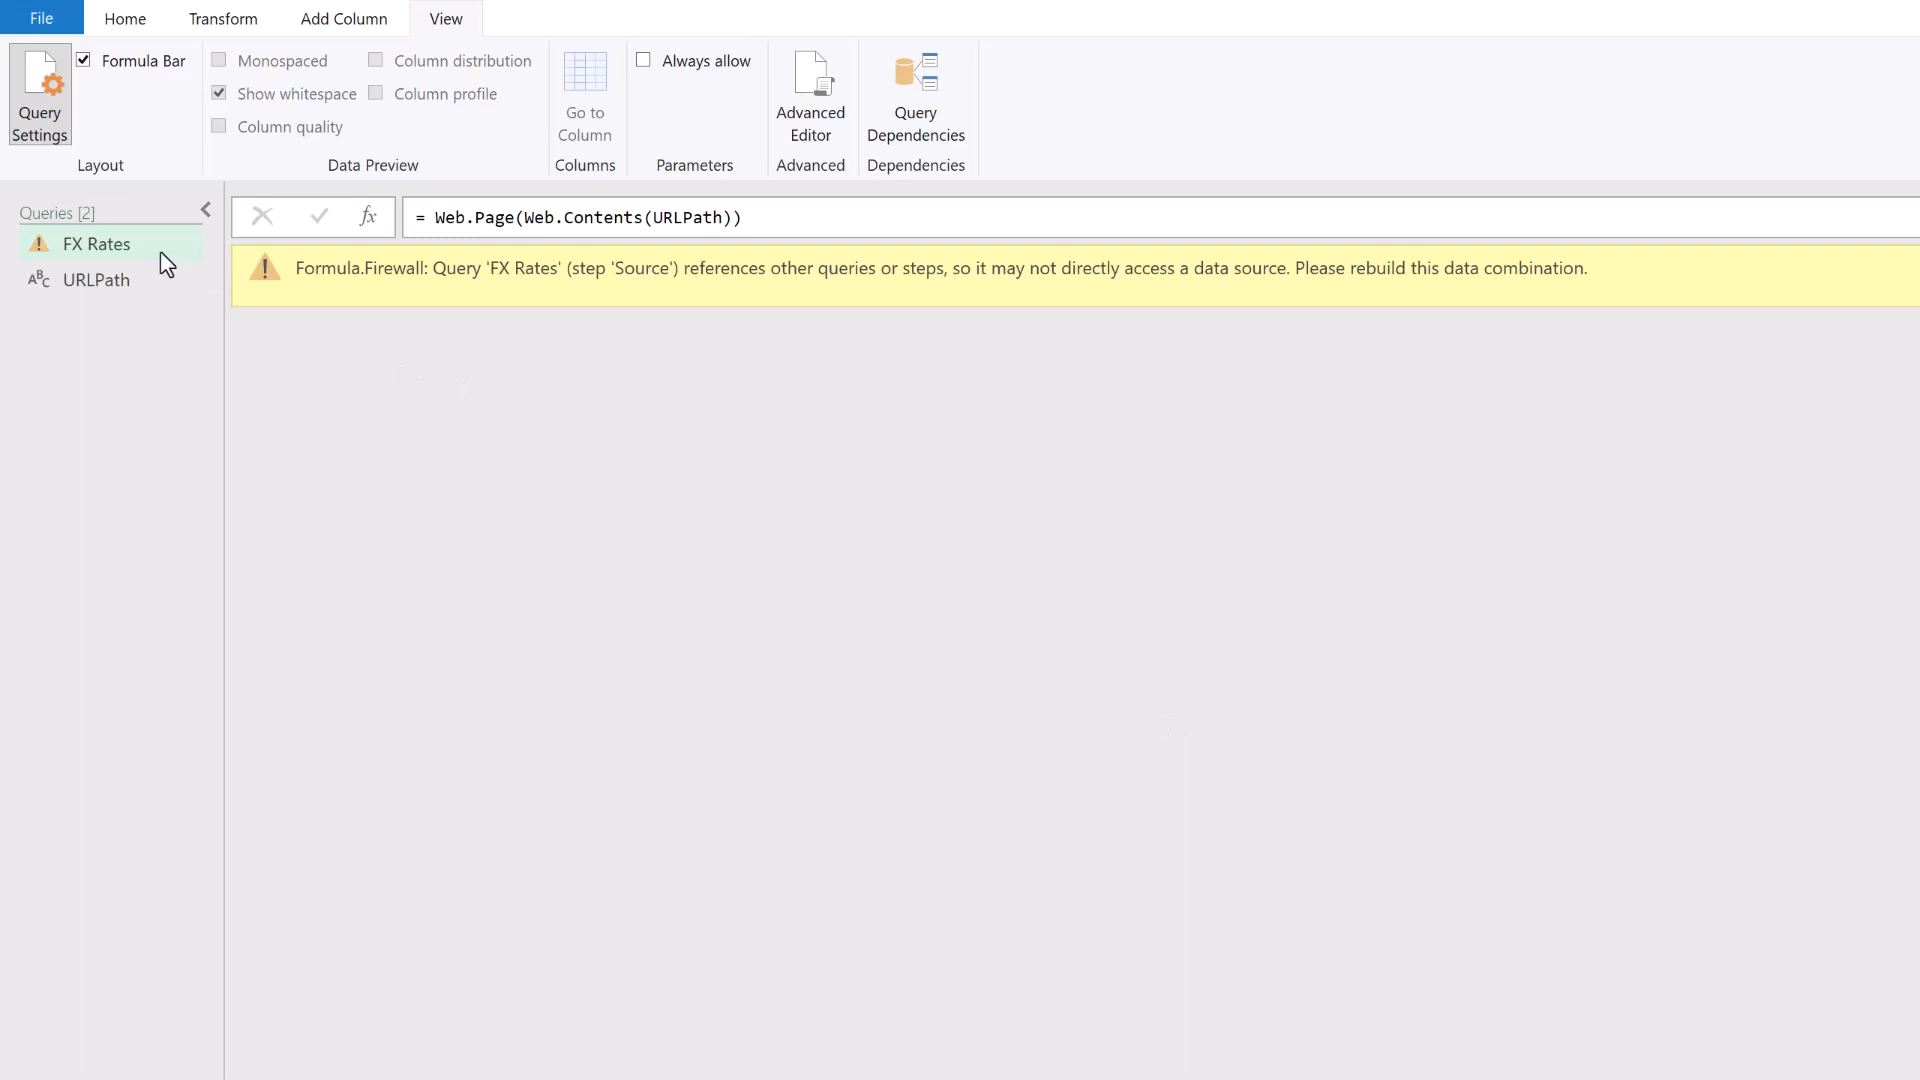 File Home Transform Add Column View
Formula Bar Monospaced Column distribution Always allow
Show whitespace Column profile
Query Settings Column quality Go to Column Advanced Editor Query Dependencies
Layout Data Preview Columns Parameters Advanced Dependencies
Queries [2]
fx = Web.Page(Web.Contents(URLPath))
FX Rates
ABC URLPath
Formula.Firewall: Query 'FX Rates' (step 'Source') references other queries or steps, so it may not directly access a data source. Please rebuild this data combination.